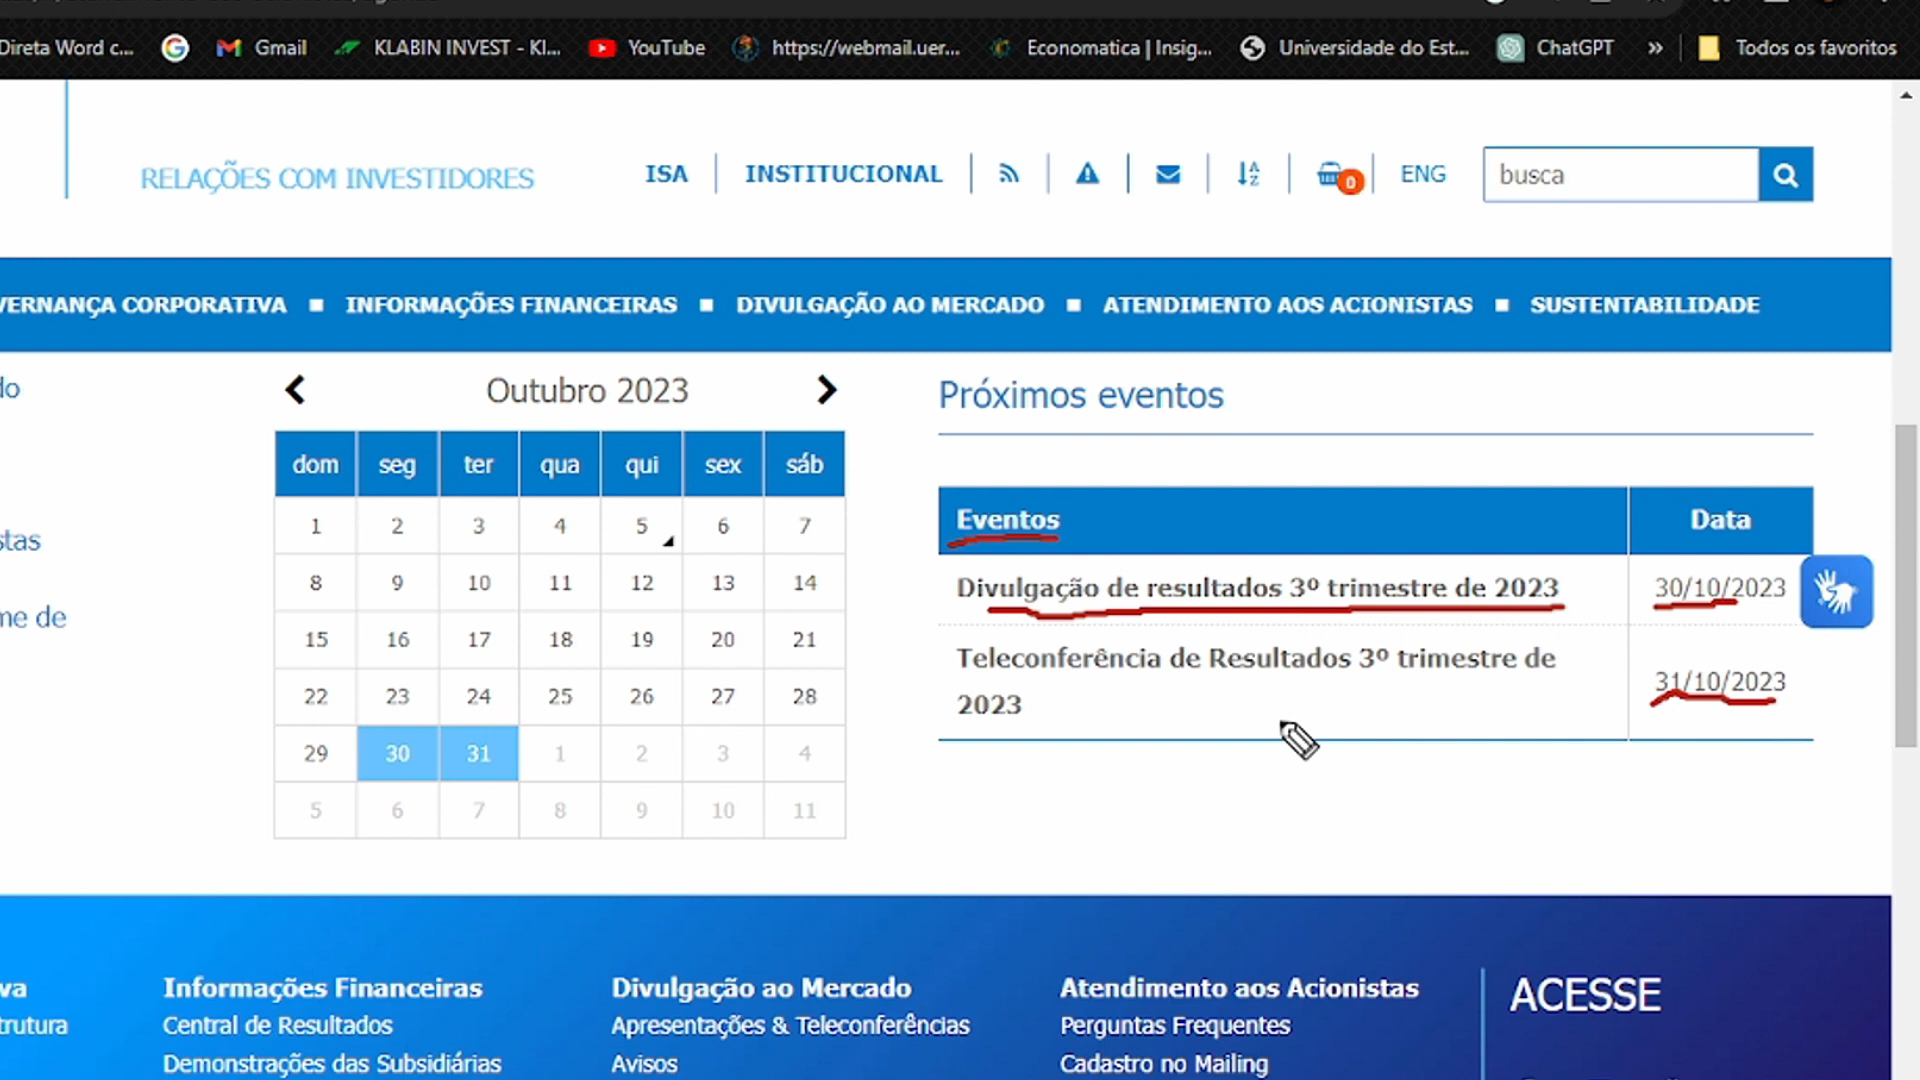 Direta Word c...
Gmail
KLABIN INVEST - Kl...
YouTube
https://webmail.uer...
Economatica | Insig...
Universidade do Est...
ChatGPT
»
Todos os favoritos
RELAÇÕES COM INVESTIDORES
ISA
INSTITUCIONAL
0
ENG
busca
VERNANÇA CORPORATIVA
INFORMAÇÕES FINANCEIRAS
DIVULGAÇÃO AO MERCADO
ATENDIMENTO AOS ACIONISTAS
SUSTENTABILIDADE
do
stas
me de
Outubro 2023
dom seg ter qua qui sex sáb
1 2 3 4 5 6 7
8 9 10 11 12 13 14
15 16 17 18 19 20 21
22 23 24 25 26 27 28
29 30 31 1 2 3 4
5 6 7 8 9 10 11
Próximos eventos
Eventos Data
Divulgação de resultados 3º trimestre de 2023 30/10/2023
Teleconferência de Resultados 3º trimestre de
2023
31/10/2023
va
trutura
Informações Financeiras
Central de Resultados
Demonstrações das Subsidiárias
Divulgação ao Mercado
Apresentações & Teleconferências
Avisos
Atendimento aos Acionistas
Perguntas Frequentes
Cadastro no Mailing
ACESSE